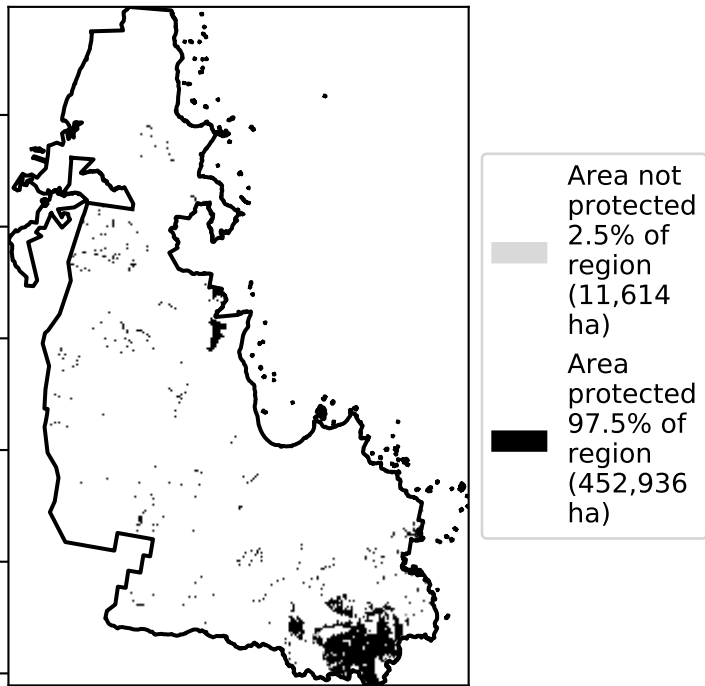 Area not
protected
2.5% of
region
(11,614
ha)
Area
protected
97.5% of
region
(452,936
ha)